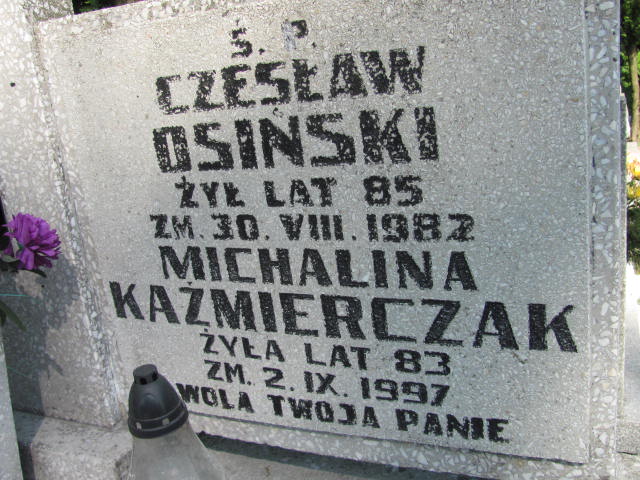 Ś. P.
CZESŁAW
OSIŃSKI
ŻYŁ LAT 85
ZM. 30. VIII. 1982
MICHALINA
KAŹMIERCZAK
ŻYŁA LAT 83
ZM. 2. IX. 1997
WOLA TWOJA PANIE